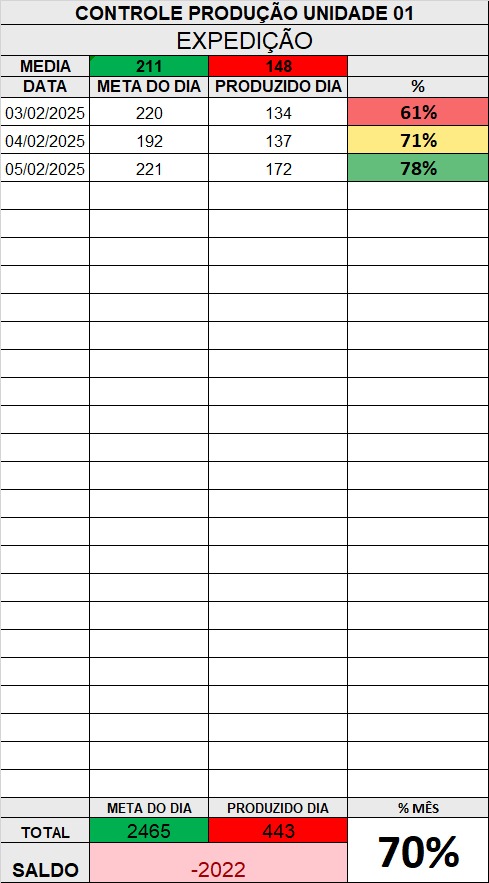 CONTROLE PRODUÇÃO UNIDADE 01
EXPEDIÇÃO
MEDIA 211 148
DATA META DO DIA PRODUZIDO DIA %
03/02/2025 220 134 61%
04/02/2025 192 137 71%
05/02/2025 221 172 78%
META DO DIA PRODUZIDO DIA % MÊS
TOTAL 2465 443 70%
SALDO -2022